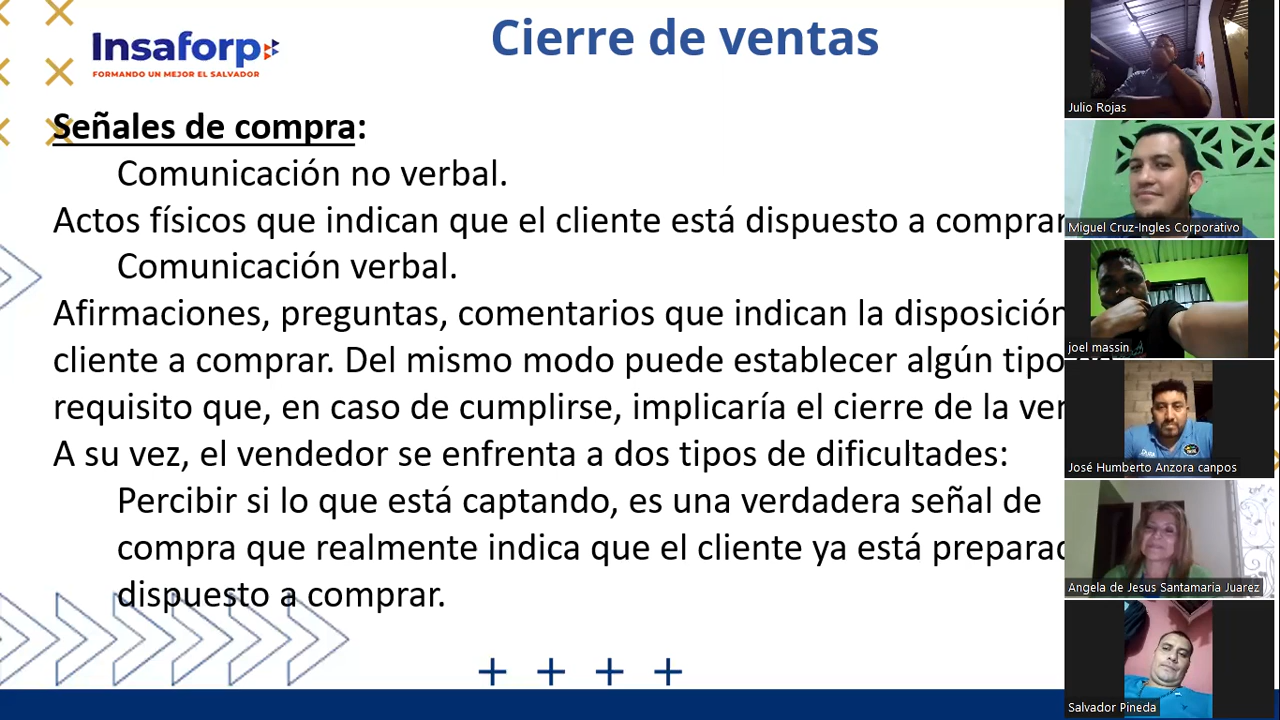 Insaforp
FORMANDO UN MEJOR EL SALVADOR
Cierre de ventas
Señales de compra:
Comunicación no verbal.
Actos físicos que indican que el cliente está dispuesto a comprar
Comunicación verbal.
Afirmaciones, preguntas, comentarios que indican la disposición
cliente a comprar. Del mismo modo puede establecer algún tipo
requisito que, en caso de cumplirse, implicaría el cierre de la
A su vez, el vendedor se enfrenta a dos tipos de dificultades:
Percibir si lo que está captando, es una verdadera señal de
compra que realmente indica que el cliente ya está
dispuesto a comprar.
Julio Rojas
Miguel Cruz-Ingles Corporativo
joel massin
José Humberto Anzora canpos
Angela de Jesus Santamaria Juarez
Salvador Pineda